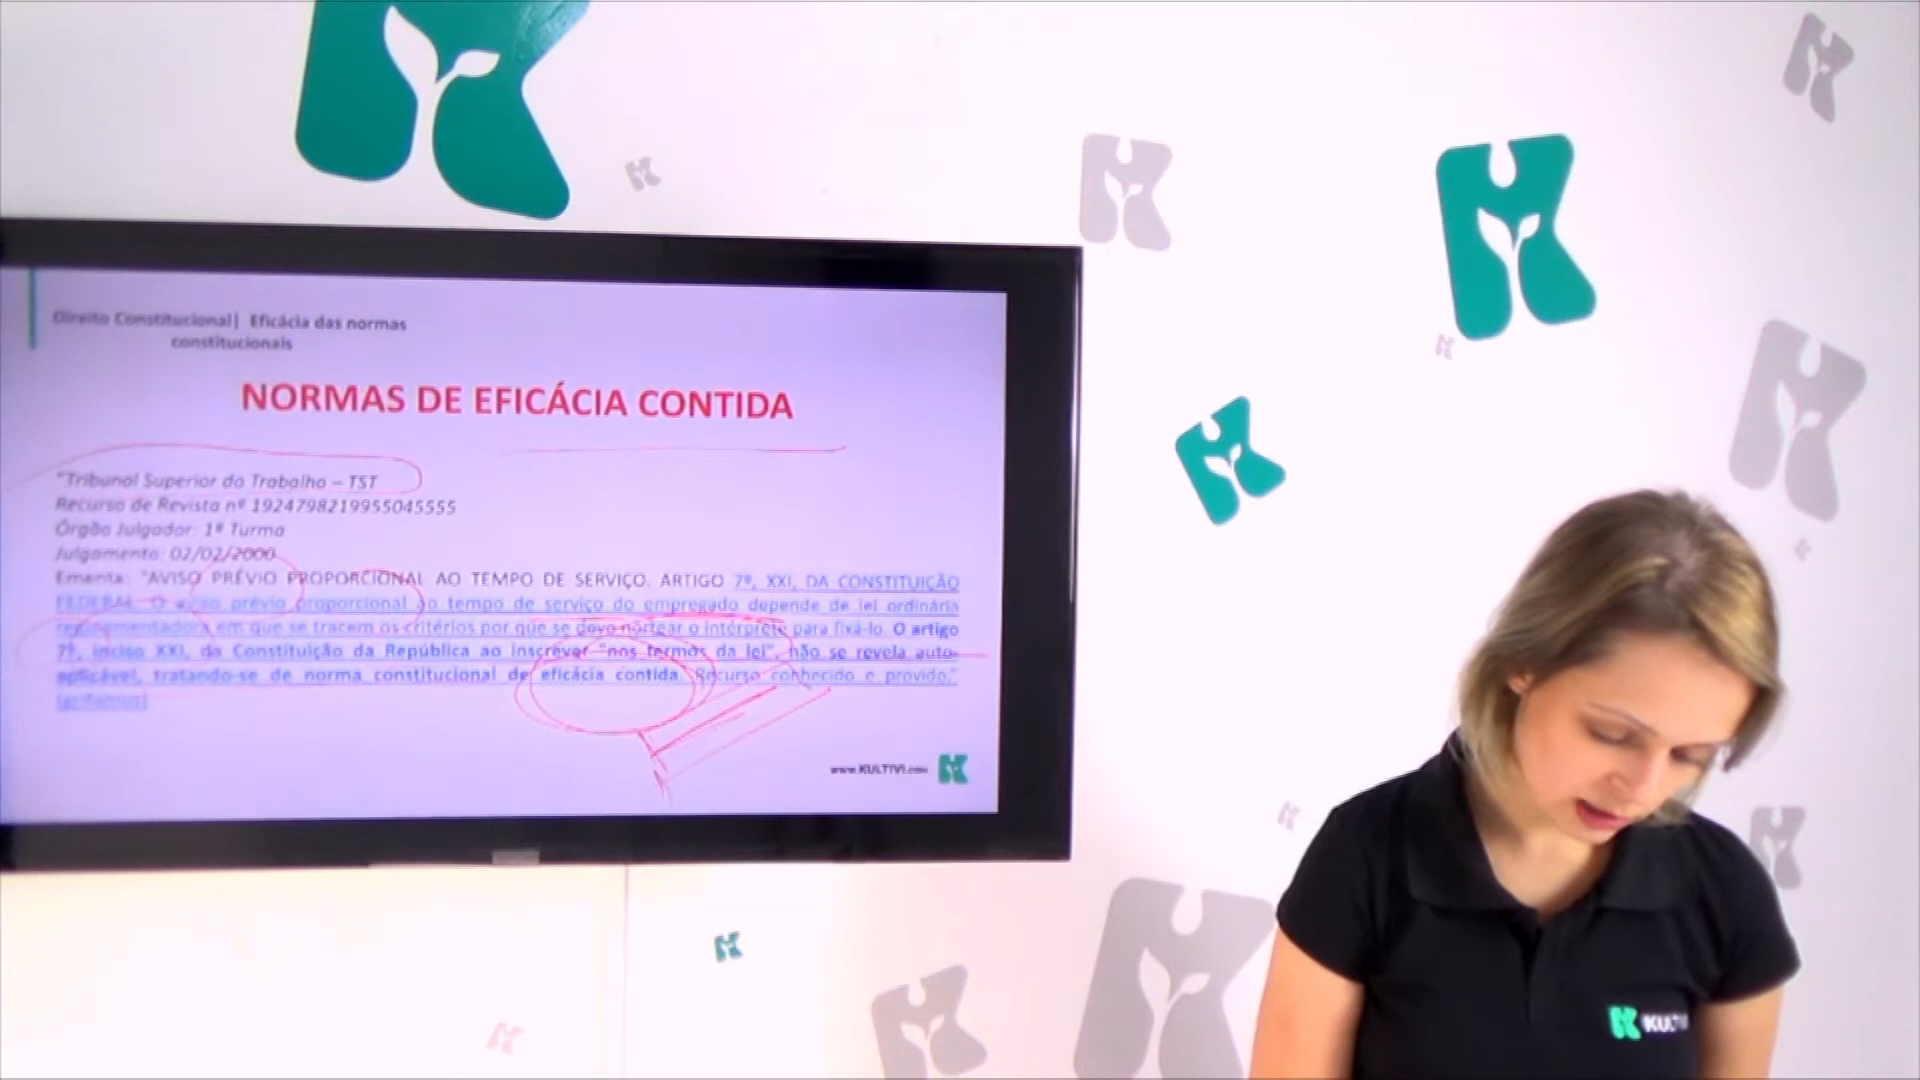 Direito Constitucional| Eficácia das normas
constitucionais
NORMAS DE EFICÁCIA CONTIDA
"Tribunal Superior do Trabalho – TST
Recurso de Revista nº 1924798219955045555
Órgão Julgador: 1ª Turma
Julgamento: 02/02/2000
Ementa: "AVISO PRÉVIO PROPORCIONAL AO TEMPO DE SERVIÇO. ARTIGO 7º, XXI, DA CONSTITUIÇÃO
FEDERAL. O aviso prévio proporcional ao tempo de serviço do empregado depende de lei ordinária
regulamentadora em que se tracem os critérios por que se deva nortear o intérprete para fixá-lo. O artigo
7º, inciso XXI, da Constituição da República ao inscrever "nos termos da lei", não se revela auto-
aplicável, tratando-se de norma constitucional de eficácia contida. Recurso conhecido e provido."
(grifamos)
www.KULTIVI.com
KULTIVI